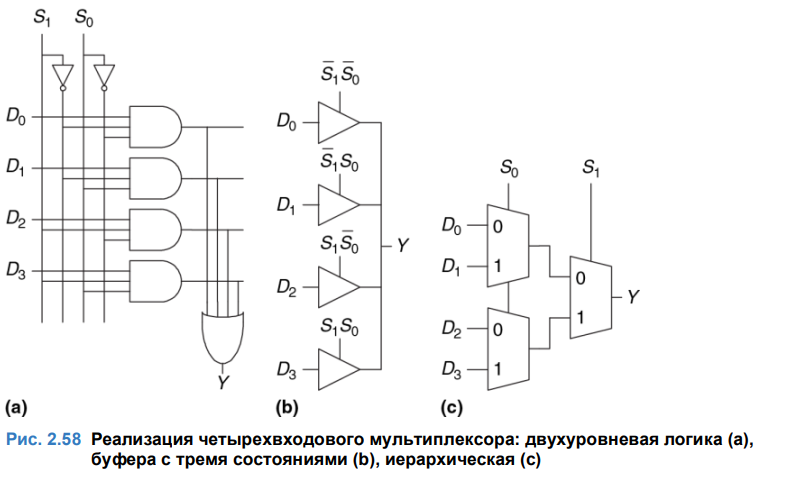 S1 S0
D0
D1
D2
D3
Y
(a)
S̅1S̅0
D0
S̅1S0
D1
S1S̅0
Y
D2
S1S0
D3
(b)
S0 S1
D0 0
D1 1
0
Y
1
D2 0
D3 1
(c)
Рис. 2.58 Реализация четырехвходового мультиплексора: двухуровневая логика (a),
буфера с тремя состояниями (b), иерархическая (c)